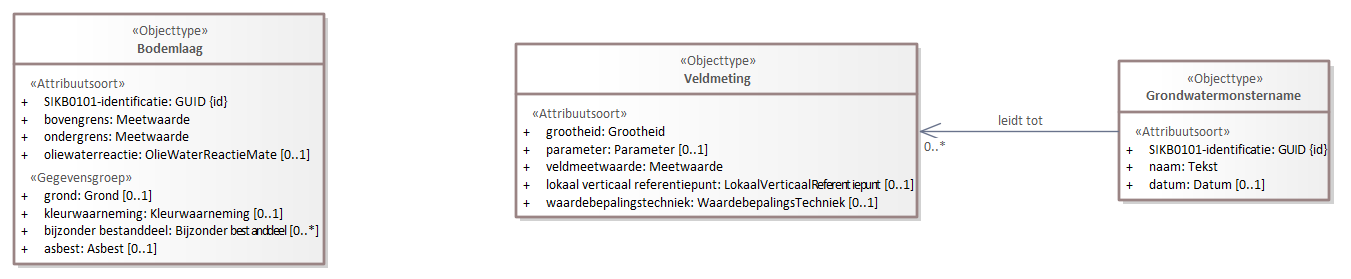 «Objecttype»
Bodemlaag
«Attribuutsoort»
+ SIKB0101-identificatie: GUID {id}
+ bovengrens: Meetwaarde
+ ondergrens: Meetwaarde
+ oliewaterreactie: OlieWaterReactieMate [0..1]
«Gegevensgroep»
+ grond: Grond [0..1]
+ kleurwaarneming: Kleurwaarneming [0..1]
+ bijzonder bestanddeel: Bijzonder bestanddeel [0..*]
+ asbest: Asbest [0..1]
«Objecttype»
Veldmeting
«Attribuutsoort»
+ grootheid: Grootheid
+ parameter: Parameter [0..1]
+ veldmeetwaarde: Meetwaarde
+ lokaal verticaal referentiepunt: LokaalVerticaalReferentiepunt [0..1]
+ waardebepalingstechniek: WaardebepalingsTechniek [0..1]
leidt tot
0..*
«Objecttype»
Grondwatermonstername
«Attribuutsoort»
+ SIKB0101-identificatie: GUID {id}
+ naam: Tekst
+ datum: Datum [0..1]